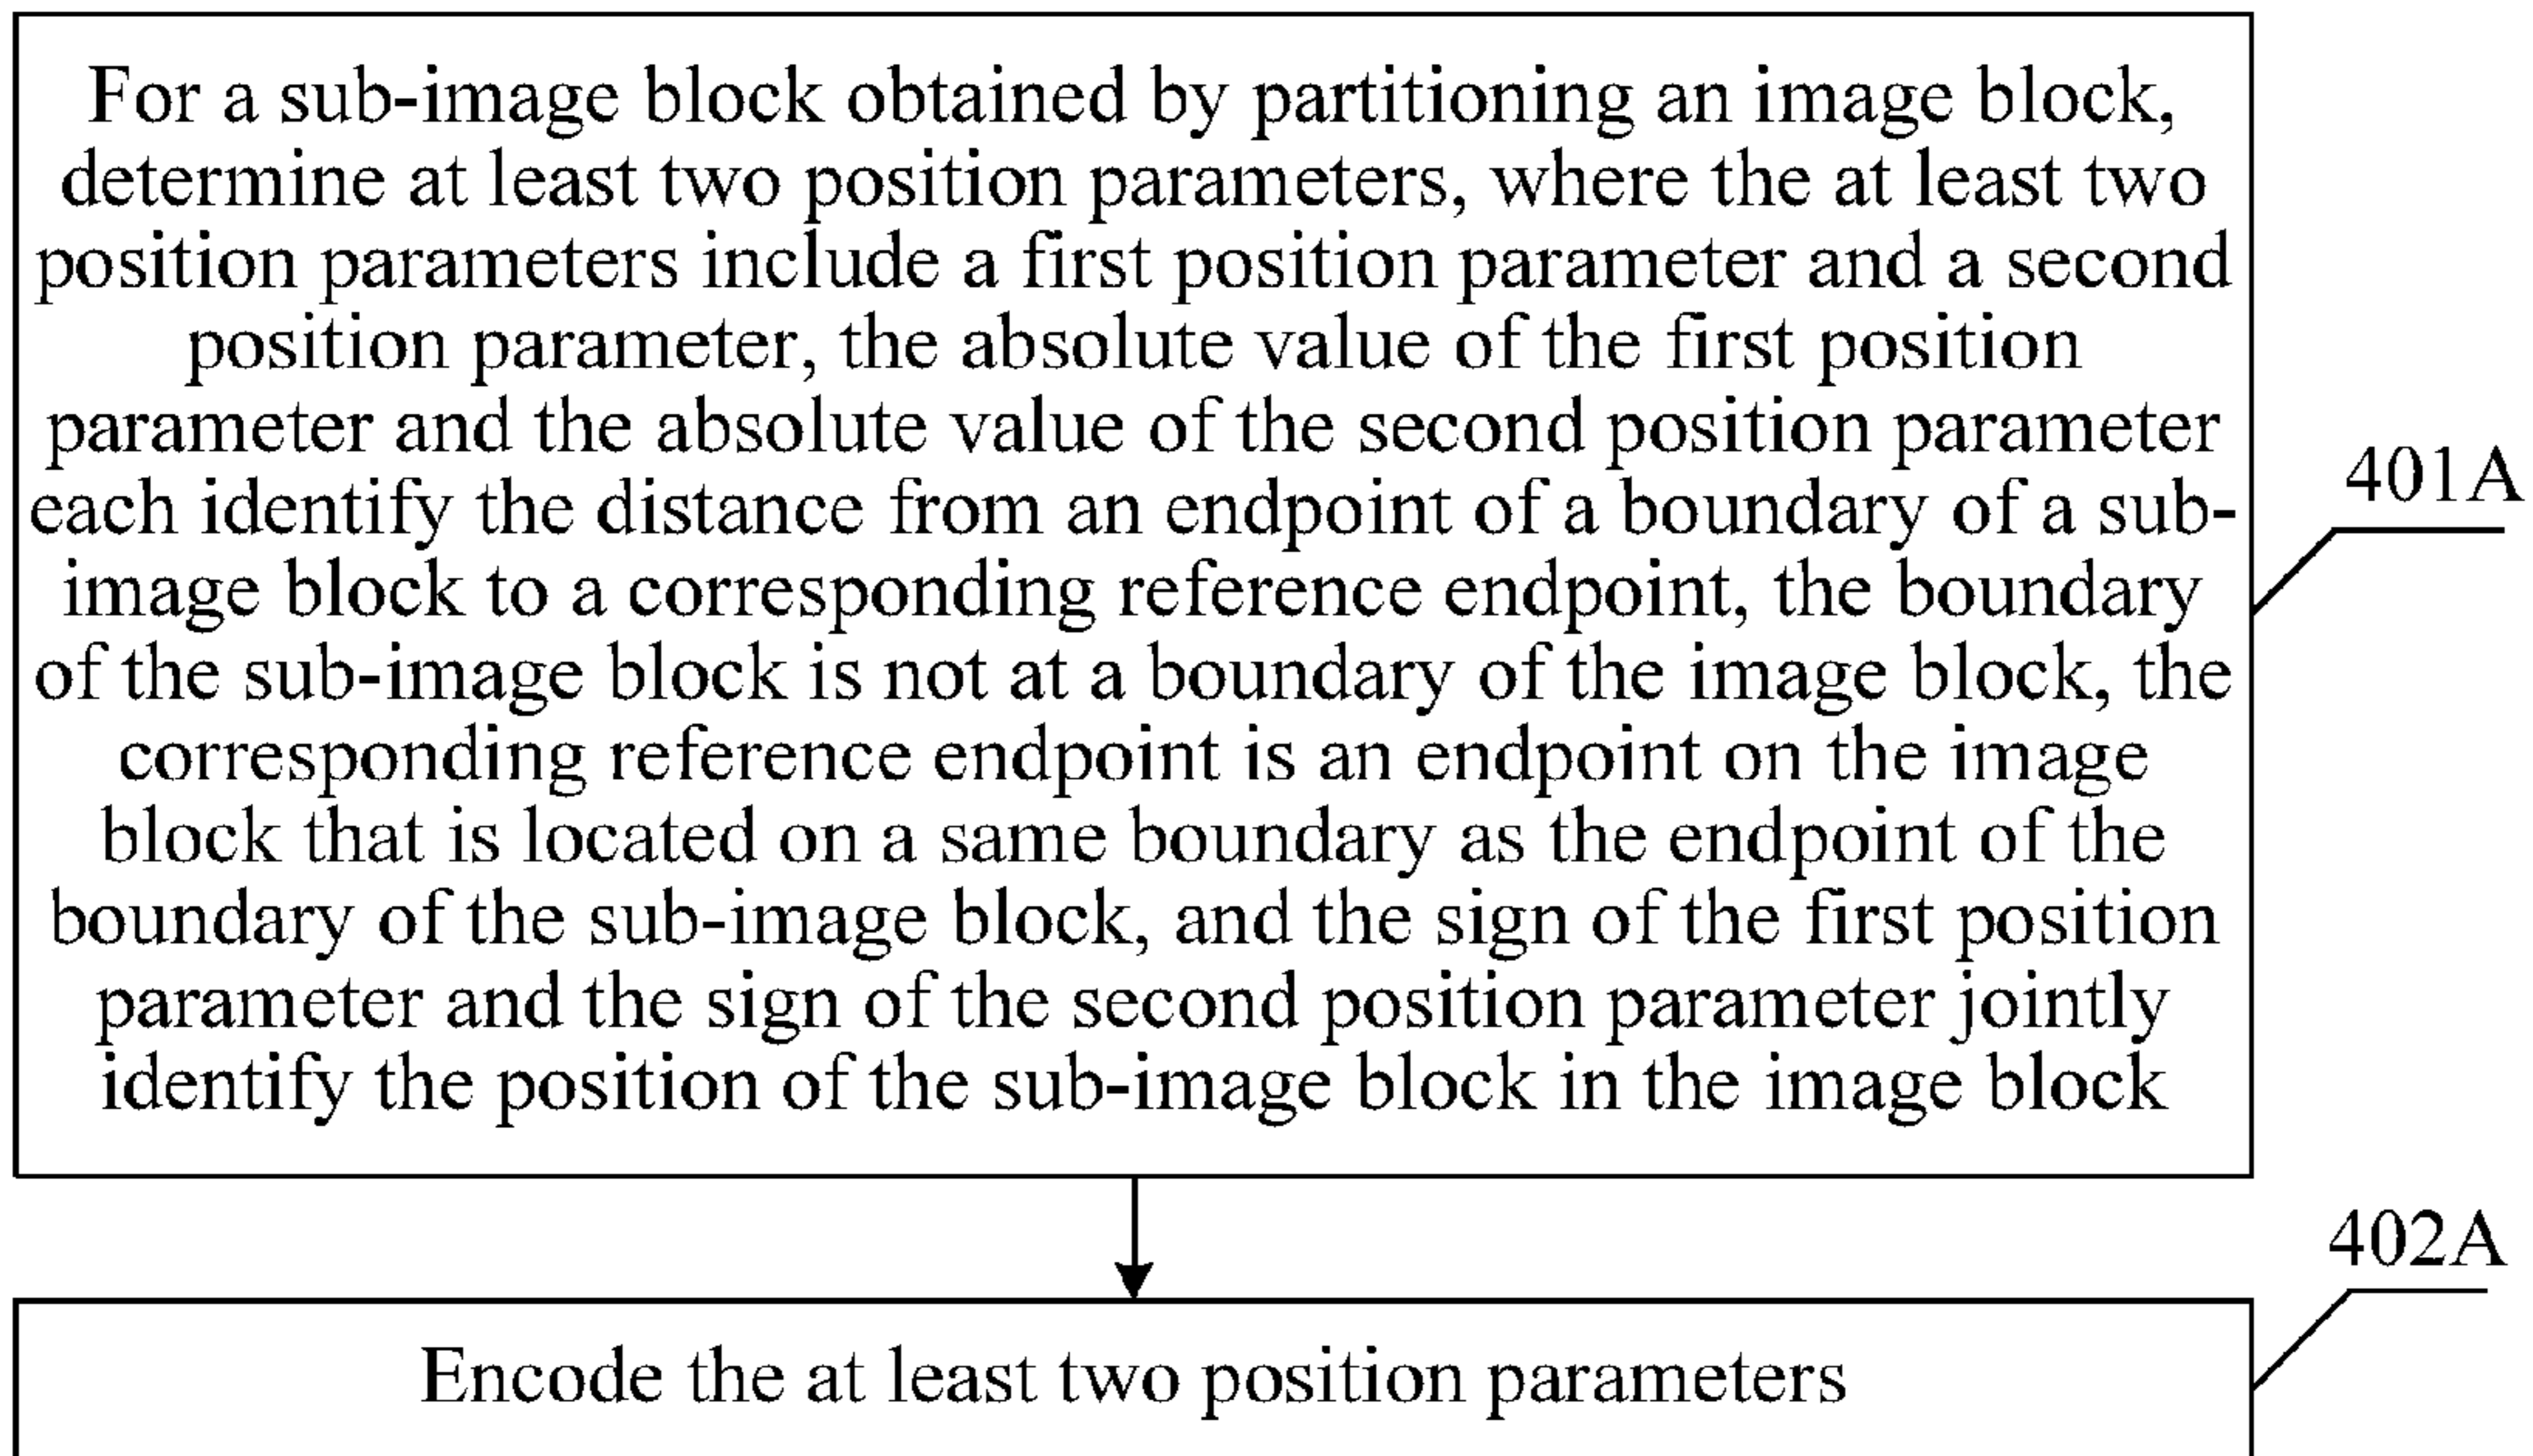 For a sub-image block obtained by partitioning an image block,
determine at least two position parameters, where the at least two
position parameters include a first position parameter and a second
position parameter, the absolute value of the first position
parameter and the absolute value of the second position parameter
each identify the distance from an endpoint of a boundary of a sub-
image block to a corresponding reference endpoint, the boundary
of the sub-image block is not at a boundary of the image block, the
corresponding reference endpoint is an endpoint on the image
block that is located on a same boundary as the endpoint of the
boundary of the sub-image block, and the sign of the first position
parameter and the sign of the second position parameter jointly
identify the position of the sub-image block in the image block
401A
402A
Encode the at least two position parameters